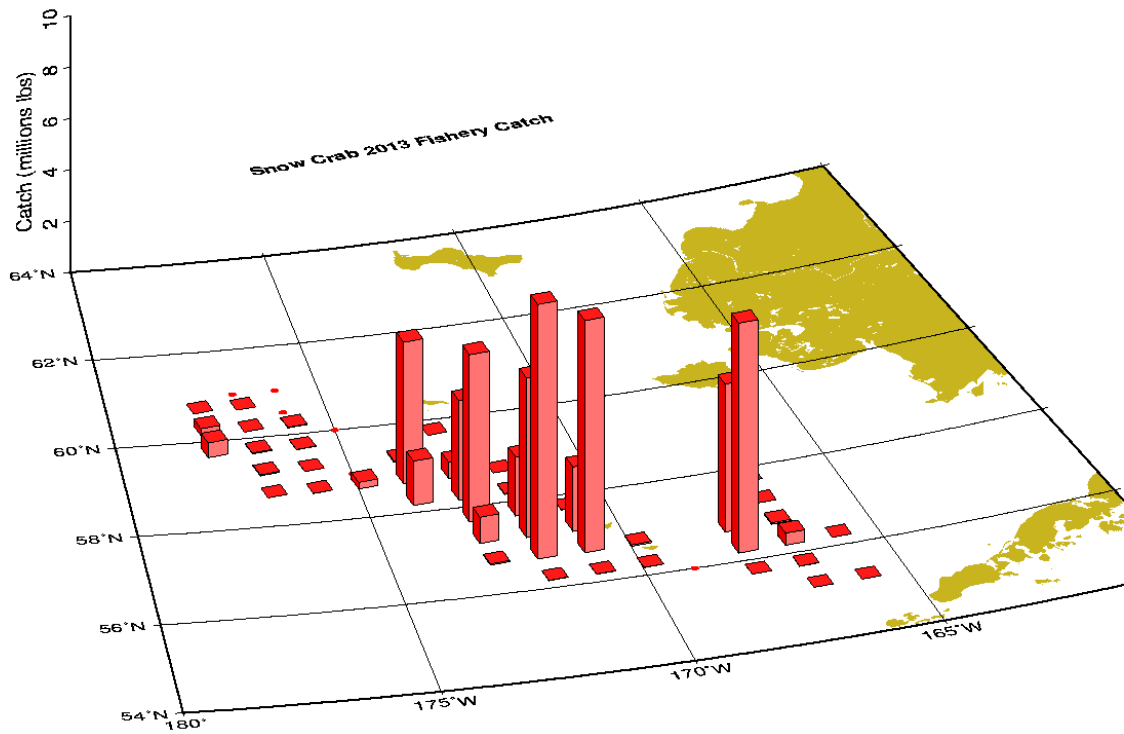 10
8
6
4
2
Catch (millions lbs)
Snow Crab 2013 Fishery Catch
64°N
62°N
60°N
58°N
56°N
54°N
180°
175°W
170°W
165°W